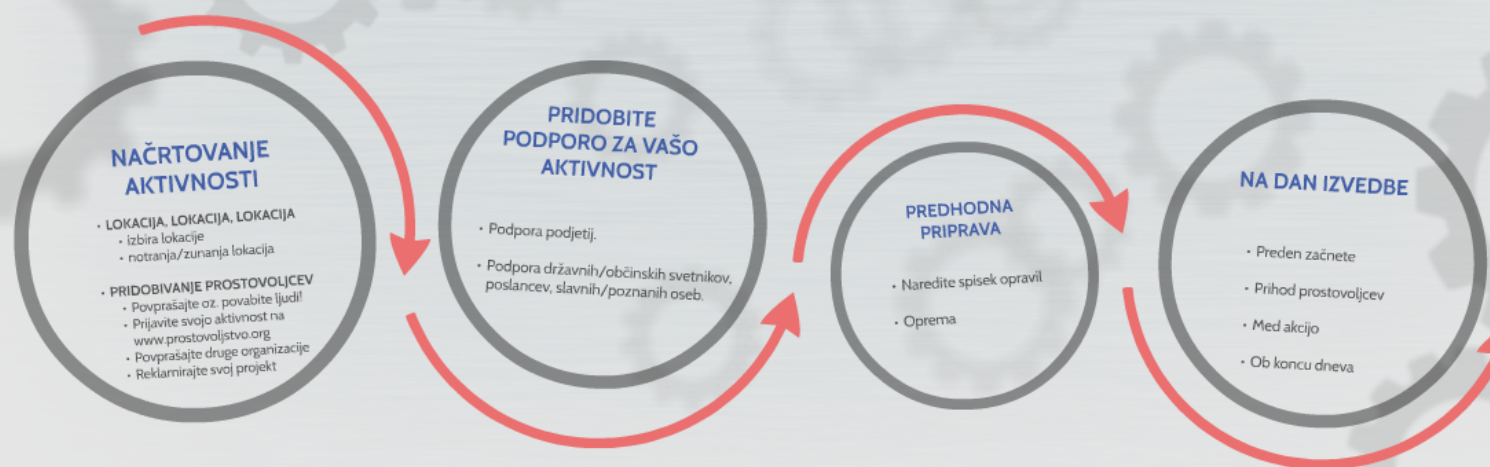 NAČRTOVANJE
AKTIVNOSTI
• LOKACIJA, LOKACIJA, LOKACIJA
• izbira lokacije
• notranja/zunanja lokacija
• PRIDOBIVANJE PROSTOVOLJCEV
• Povprašajte oz. povabite ljudi!
• Prijavite svojo aktivnost na
www.prostovoljstvo.org
• Povprašajte druge organizacije
• Reklamirajte svoj projekt
PRIDOBITE
PODPORO ZA VAŠO
AKTIVNOST
• Podpora podjetij.
• Podpora državnih/občinskih svetnikov,
poslancev, slavnih/poznanih oseb.
PREDHODNA
PRIPRAVA
• Naredite spisek opravil
• Oprema
NA DAN IZVEDBE
• Preden začnete
• Prihod prostovoljcev
• Med akcijo
• Ob koncu dneva